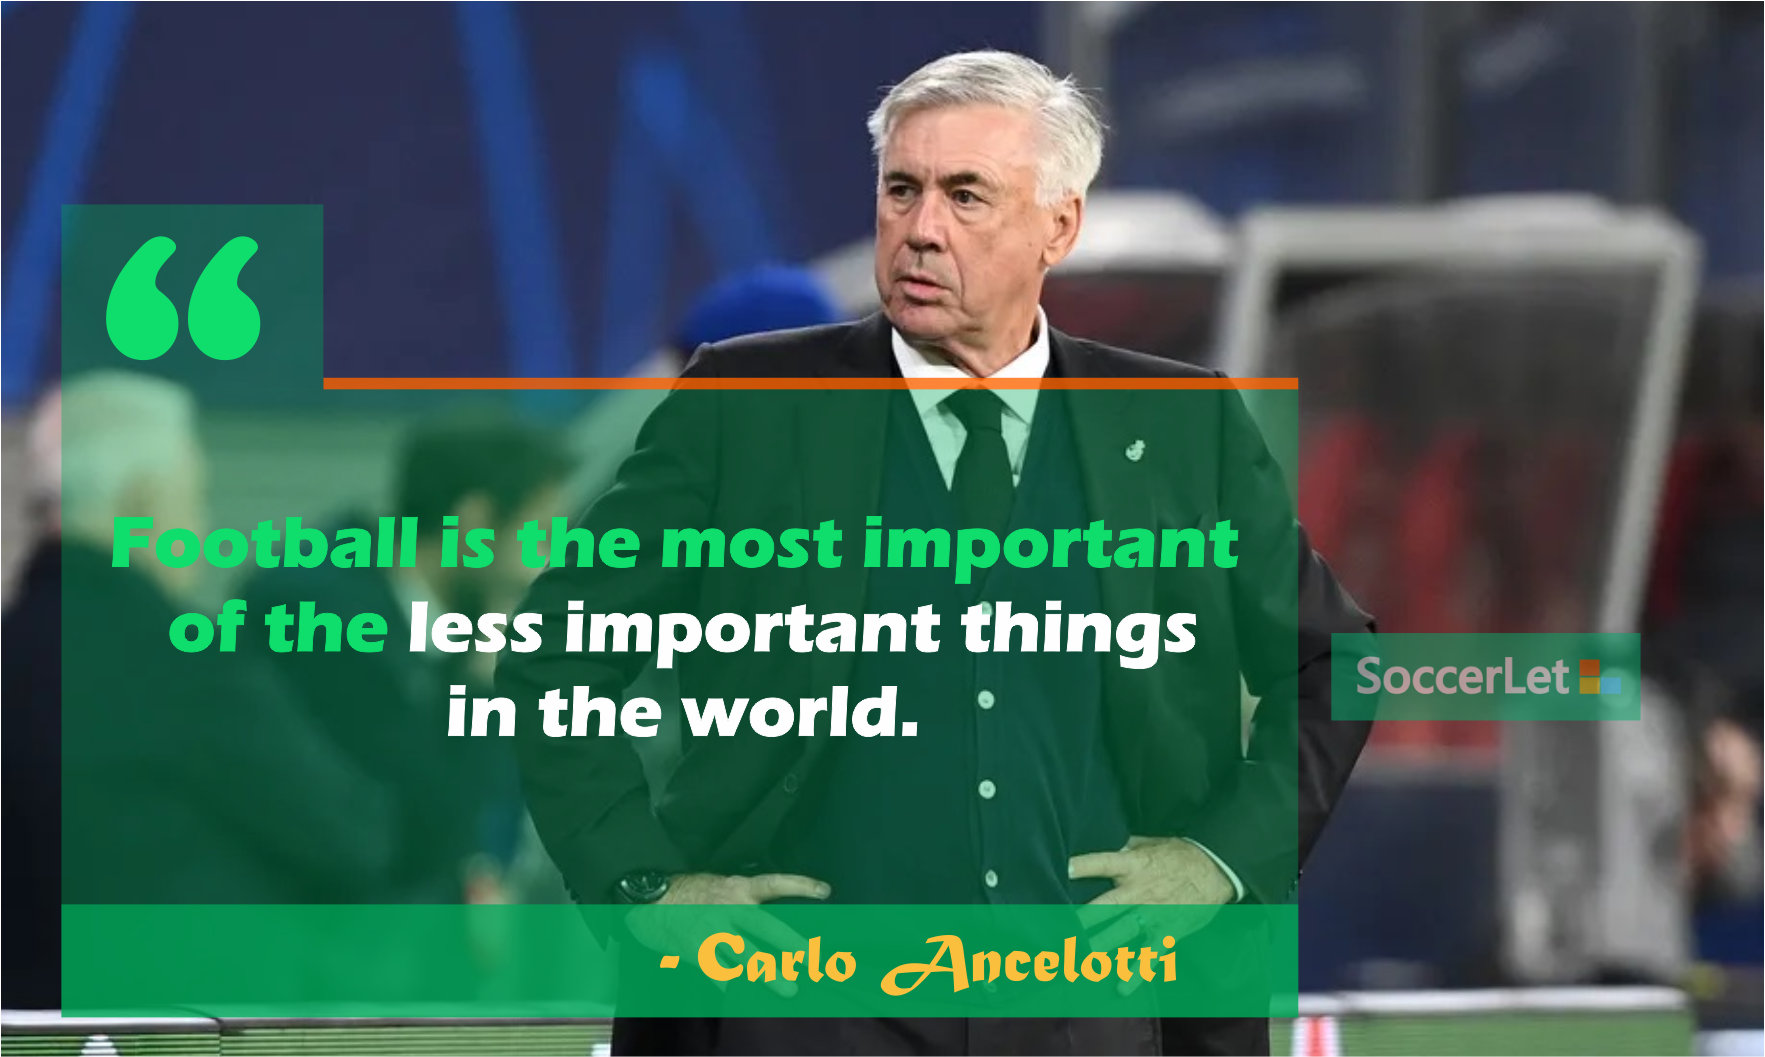 “
Football is the most important
of the less important things
in the world.
- Carlo Ancelotti
SoccerLet